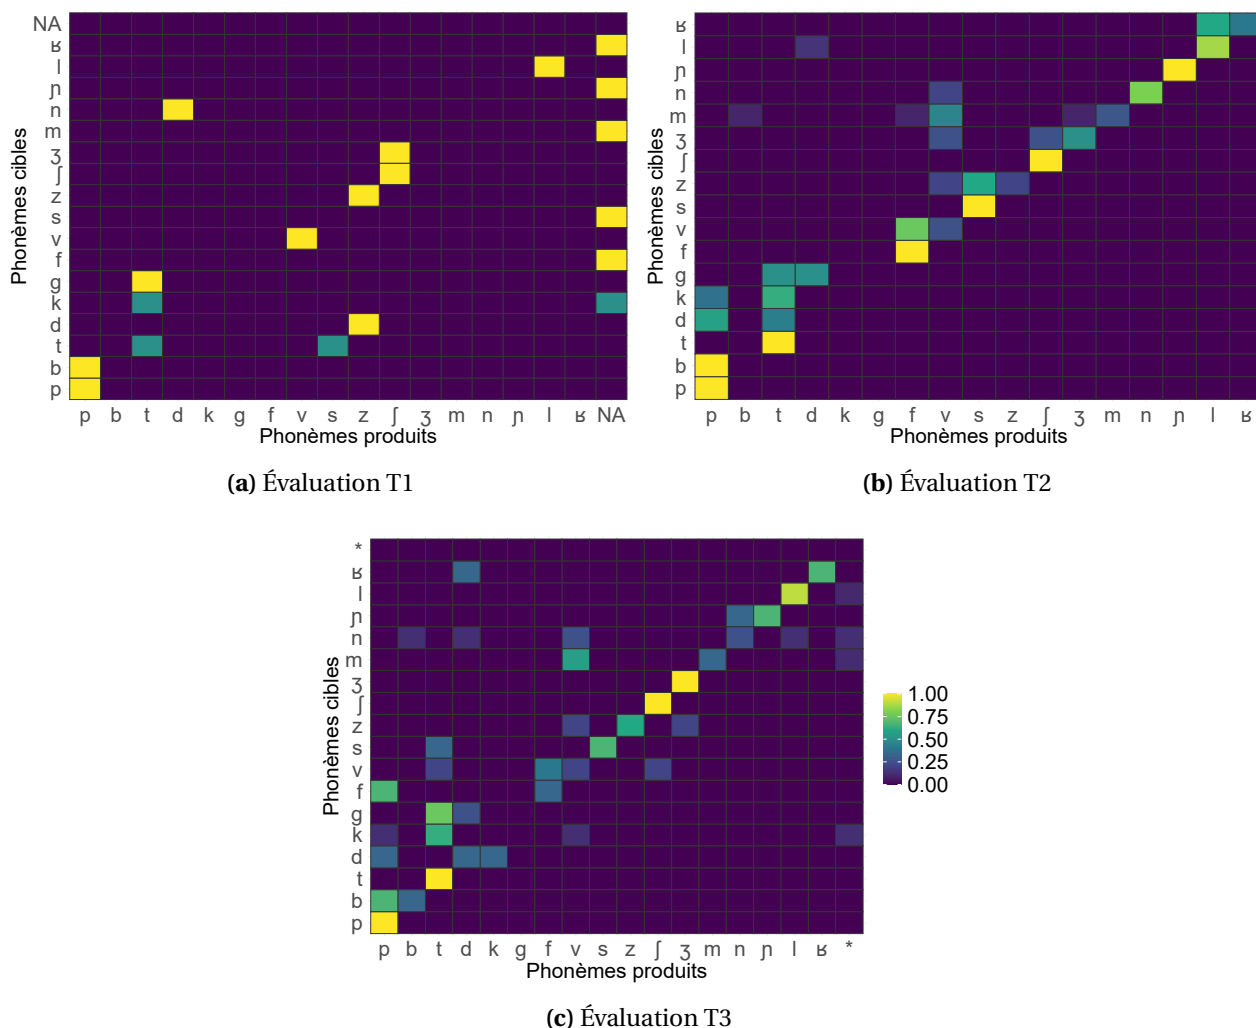 NA
ʁ
l
ɲ
n
m
ʒ
ʃ
z
s
v
f
g
k
d
t
b
p
Phonèmes cibles
p b t d k g f v s z ʃ ʒ m n ɲ l ʁ NA
Phonèmes produits
(a) Évaluation T1
ʁ
l
ɲ
n
m
ʒ
ʃ
z
s
v
f
g
k
d
t
b
p
Phonèmes cibles
p b t d k g f v s z ʃ ʒ m n ɲ l ʁ
Phonèmes produits
(b) Évaluation T2
*
ʁ
l
ɲ
n
m
ʒ
ʃ
z
s
v
f
g
k
d
t
b
p
Phonèmes cibles
p b t d k g f v s z ʃ ʒ m n ɲ l ʁ *
Phonèmes produits
1.00
0.75
0.50
0.25
0.00
(c) Évaluation T3